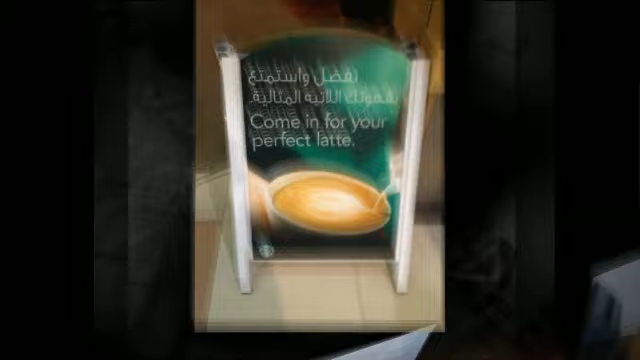 تفضل واستمتع
بقهوتك اللاتيه المثالية.
Come in for your
perfect latte.